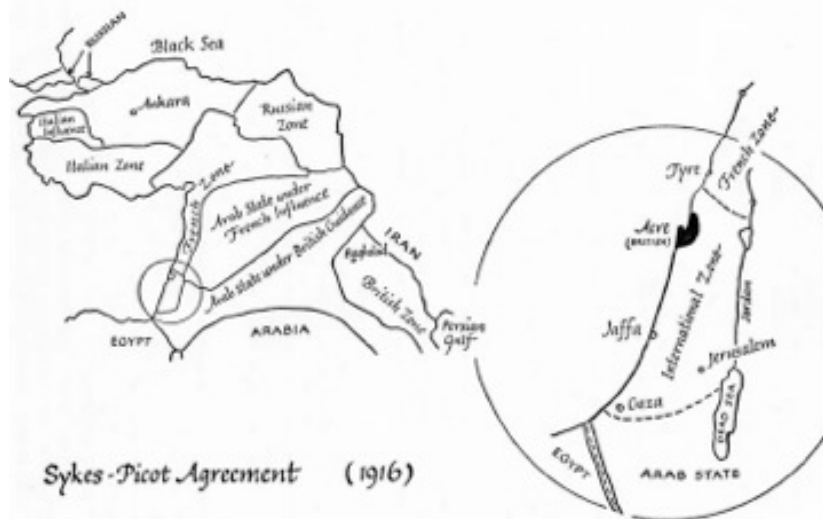 RUSSIAN
Black Sea
Ankara
Italian
Influence
Russian
Zone
Italian Zone
French Zone
Arab State under
French Influence
Arab State under British Guidance
IRAN
Baghdad
British Zone
Persian
Gulf
EGYPT
ARABIA
Tyre
French Zone
Acre
(BRITISH)
International Zone
Jordan
Jaffa
Jerusalem
Gaza
DEAD SEA
EGYPT
ARAB STATE
Sykes-Picot Agreement (1916)